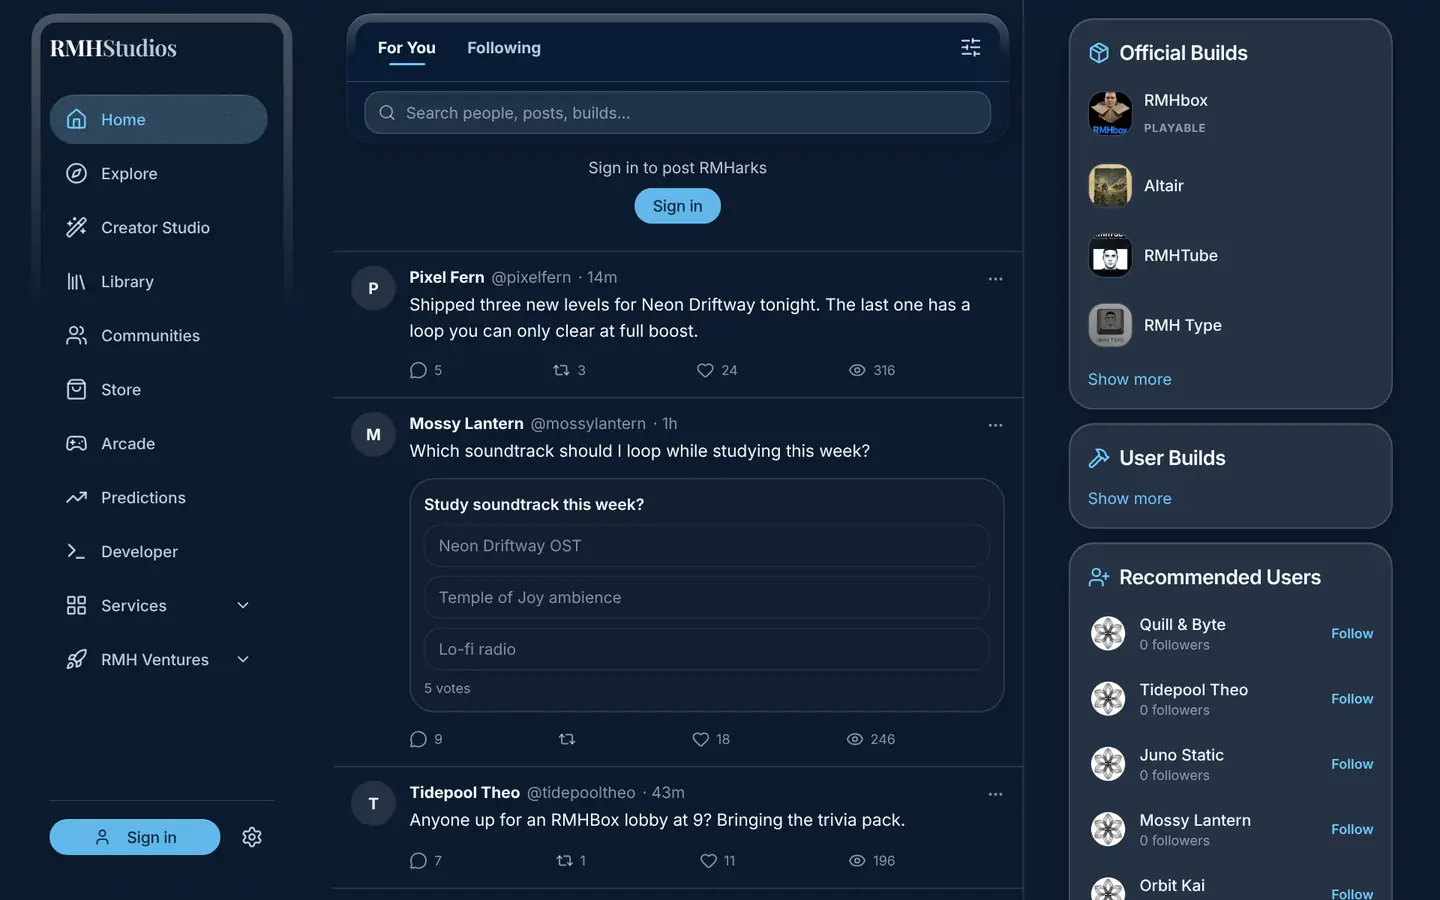 RMHStudios
Home
Explore
Creator Studio
Library
Communities
Store
Arcade
Predictions
Developer
Services
RMH Ventures
Sign in
For You
Following
Search people, posts, builds...
Sign in to post RMHarks
Sign in
P
Pixel Fern @pixelfern · 14m
Shipped three new levels for Neon Driftway tonight. The last one has a
loop you can only clear at full boost.
5 3 24 316
M
Mossy Lantern @mossylantern · 1h
Which soundtrack should I loop while studying this week?
Study soundtrack this week?
Neon Driftway OST
Temple of Joy ambience
Lo-fi radio
5 votes
9 18 246
T
Tidepool Theo @tidepooltheo · 43m
Anyone up for an RMHBox lobby at 9? Bringing the trivia pack.
7 1 11 196
Official Builds
RMHbox
RMHbox
PLAYABLE
Altair
RMHTube
RMH Type
Show more
User Builds
Show more
Recommended Users
Quill & Byte
0 followers
Follow
Tidepool Theo
0 followers
Follow
Juno Static
0 followers
Follow
Mossy Lantern
0 followers
Follow
Orbit Kai
Follow